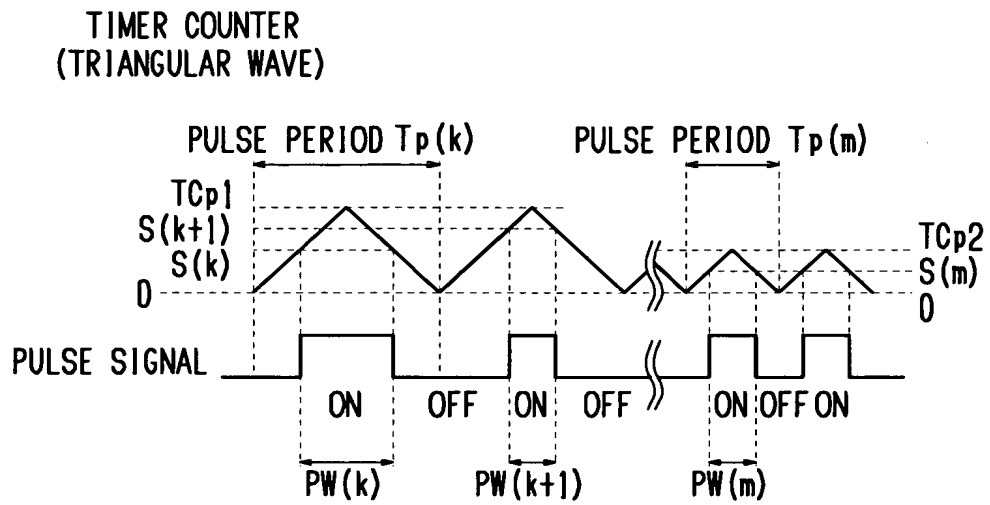 TIMER COUNTER
(TRIANGULAR WAVE)
PULSE PERIOD Tp(k)
PULSE PERIOD Tp(m)
TCp1
S(k+1)
S(k)
0
TCp2
S(m)
0
PULSE SIGNAL
ON OFF ON OFF ON OFF ON
PW(k) PW(k+1) PW(m)